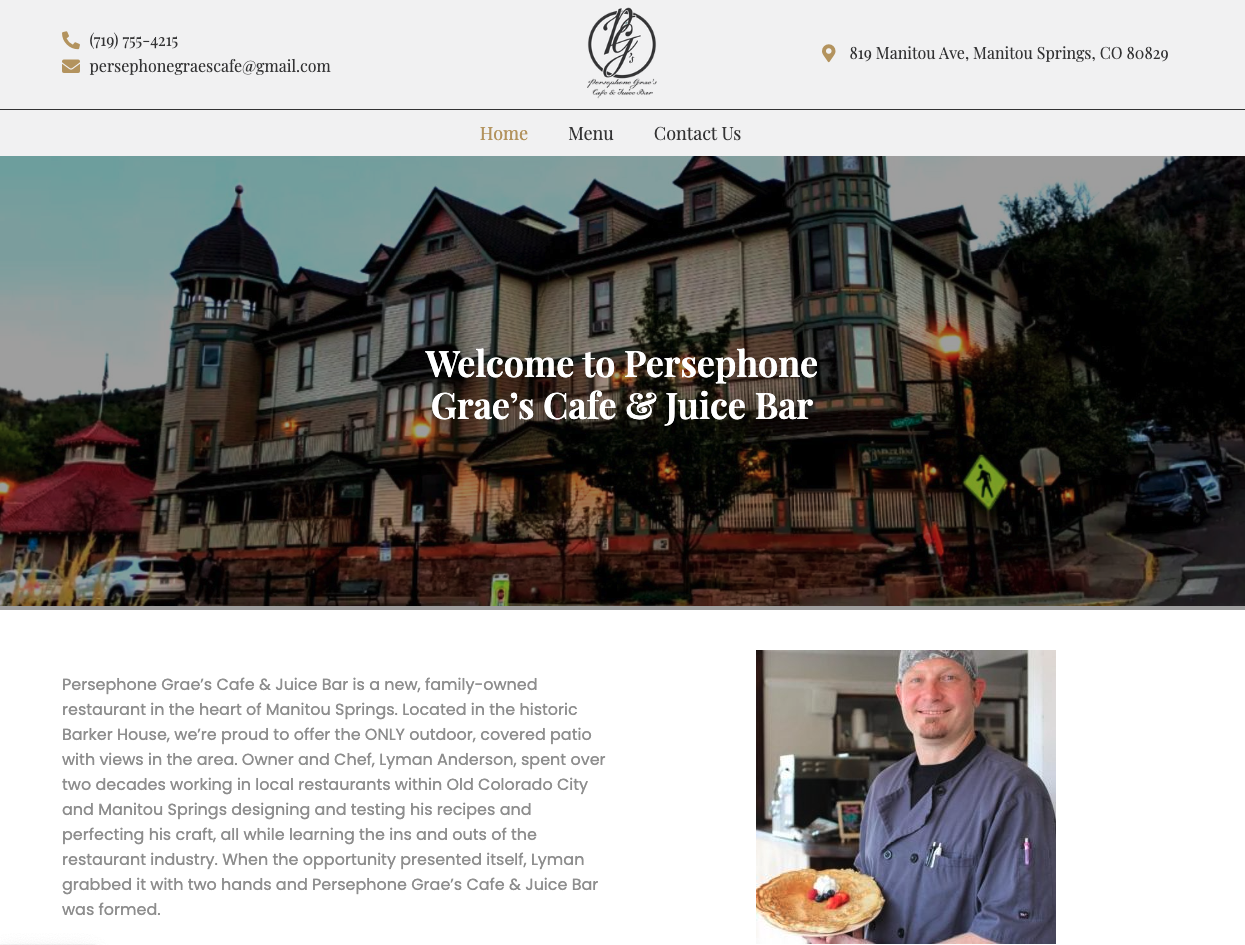 (719) 755-4215
persephonegraescafe@gmail.com
PG's
Persephone Grae's
Cafe & Juice Bar
819 Manitou Ave, Manitou Springs, CO 80829
Home Menu Contact Us
Welcome to Persephone
Grae’s Cafe & Juice Bar
Persephone Grae’s Cafe & Juice Bar is a new, family-owned
restaurant in the heart of Manitou Springs. Located in the historic
Barker House, we’re proud to offer the ONLY outdoor, covered patio
with views in the area. Owner and Chef, Lyman Anderson, spent over
two decades working in local restaurants within Old Colorado City
and Manitou Springs designing and testing his recipes and
perfecting his craft, all while learning the ins and outs of the
restaurant industry. When the opportunity presented itself, Lyman
grabbed it with two hands and Persephone Grae’s Cafe & Juice Bar
was formed.